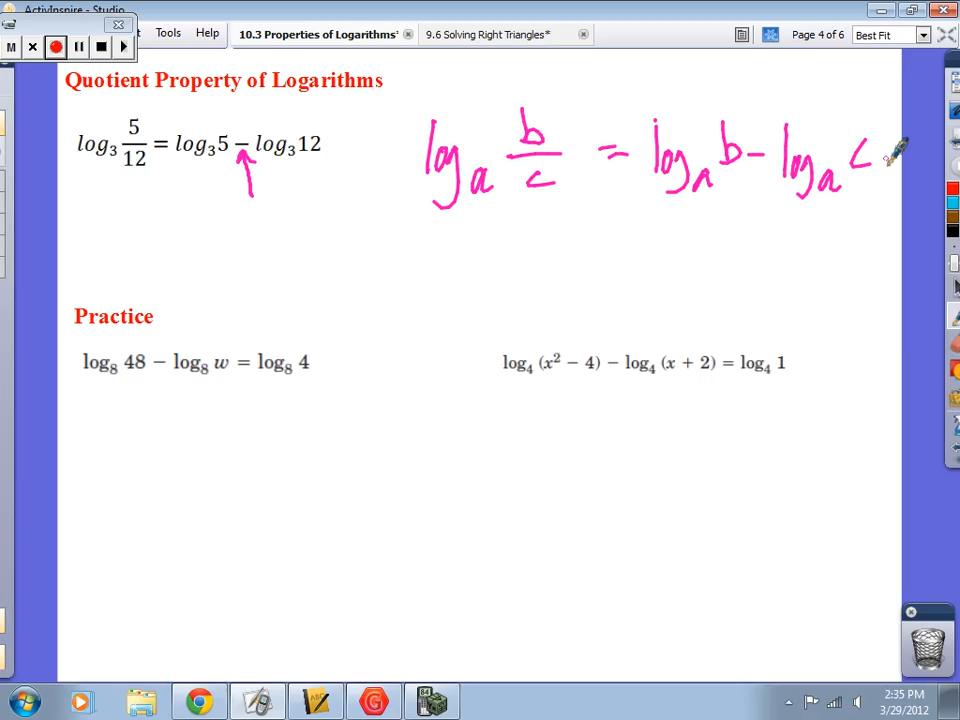 ActivInspire - Studio
M
Tools Help 10.3 Properties of Logarithms* 9.6 Solving Right Triangles* Page 4 of 6 Best Fit
Quotient Property of Logarithms
log₃ 5/12 = log₃5 − log₃12
logₐ b/c = logₐ b − logₐ c
Practice
log₈ 48 − log₈ w = log₈ 4
log₄ (x² − 4) − log₄ (x + 2) = log₄ 1
ABC
G
84
2:35 PM
3/29/2012